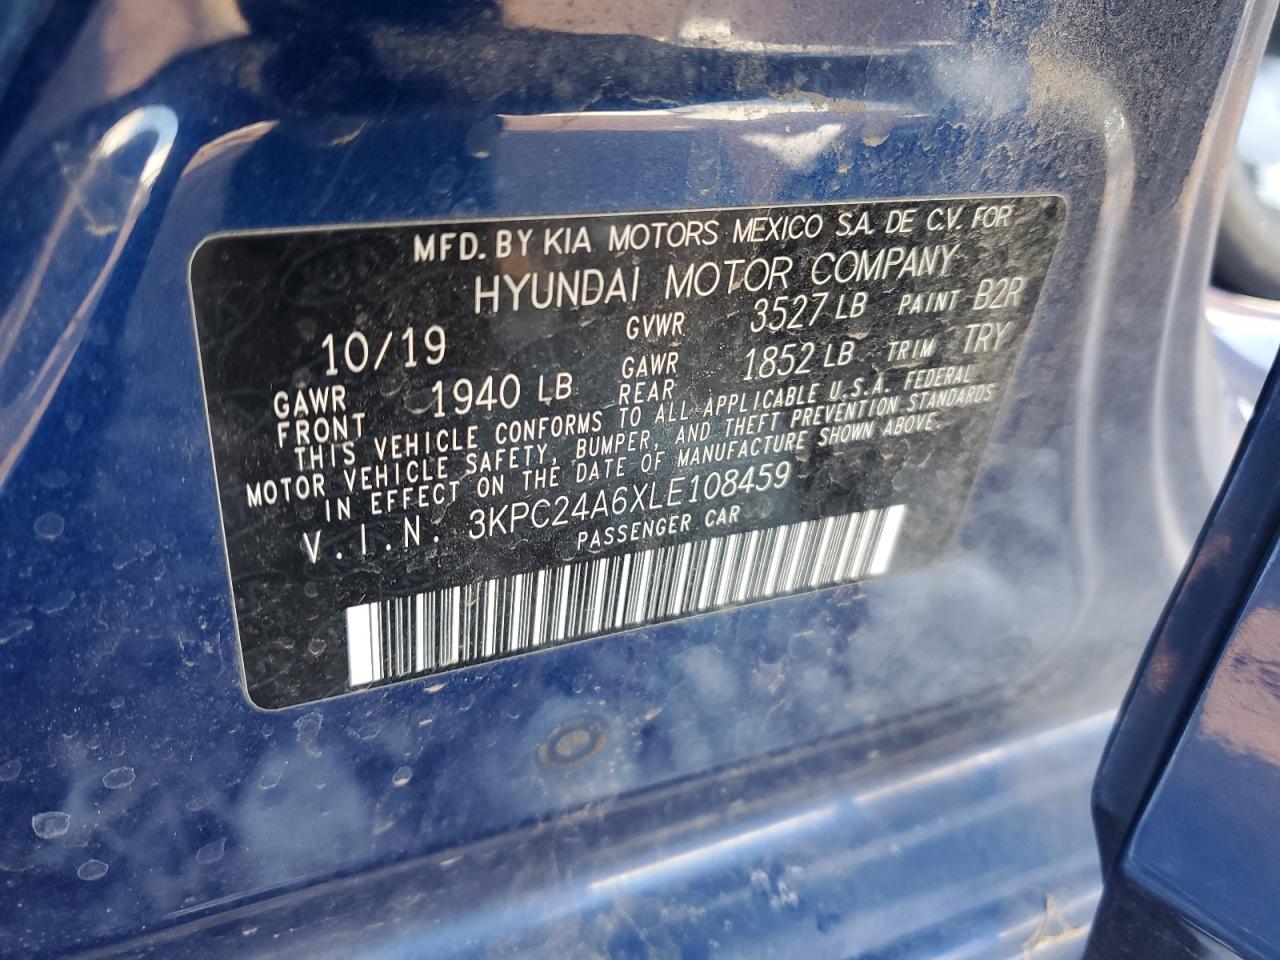 MFD. BY KIA MOTORS MEXICO S.A. DE C.V. FOR
HYUNDAI MOTOR COMPANY
10/19 GVWR 3527 LB PAINT B2R
GAWR FRONT 1940 LB GAWR REAR 1852 LB TRIM TRY
THIS VEHICLE CONFORMS TO ALL APPLICABLE U.S.A. FEDERAL
MOTOR VEHICLE SAFETY, BUMPER, AND THEFT PREVENTION STANDARDS
IN EFFECT ON THE DATE OF MANUFACTURE SHOWN ABOVE.
V.I.N. 3KPC24A6XLE108459
PASSENGER CAR